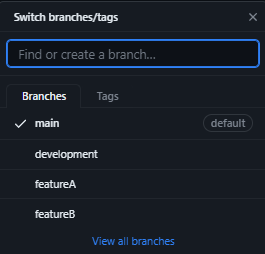 Switch branches/tags
Find or create a branch...
Branches Tags
main default
development
featureA
featureB
View all branches